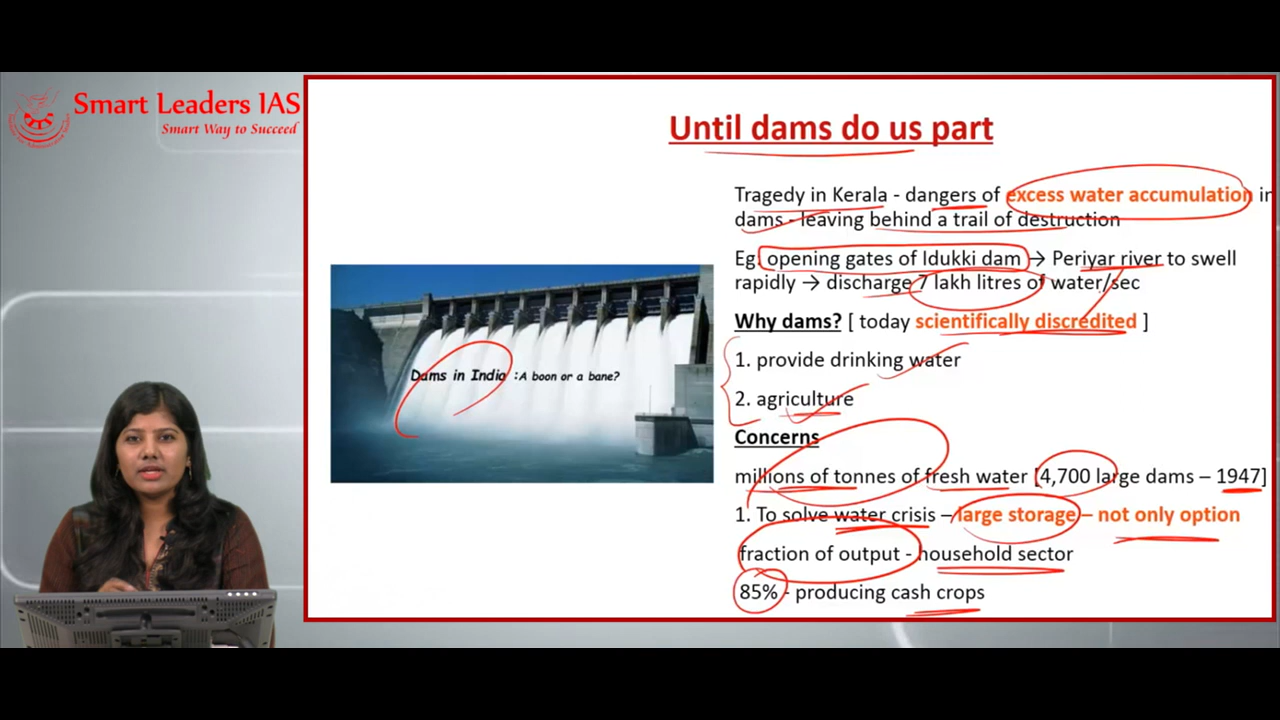 Smart Leaders IAS
Smart Way to Succeed
Until dams do us part
Tragedy in Kerala - dangers of excess water accumulation in
dams - leaving behind a trail of destruction
Eg. opening gates of Idukki dam → Periyar river to swell
rapidly → discharge 7 lakh litres of water/sec
Why dams? [ today scientifically discredited ]
1. provide drinking water
2. agriculture
Concerns
millions of tonnes of fresh water [4,700 large dams – 1947]
1. To solve water crisis – large storage – not only option
fraction of output - household sector
85% - producing cash crops
Dams in India : A boon or a bane?